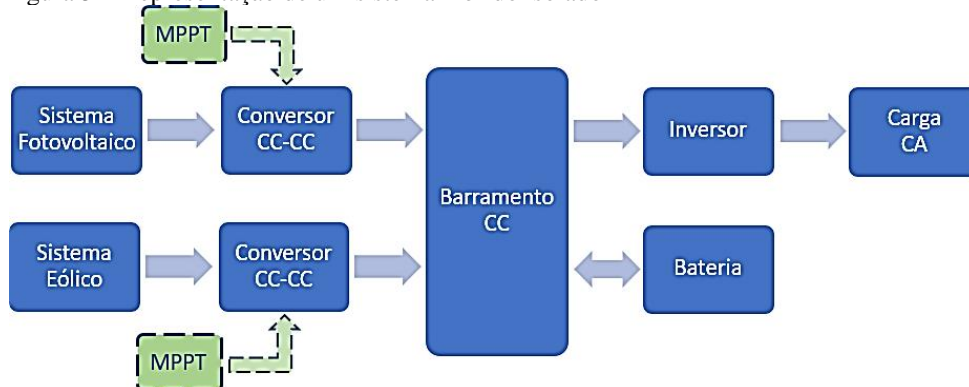 MPPT
Sistema
Fotovoltaico
Conversor
CC-CC
Barramento
CC
Inversor
Carga
CA
Sistema
Eólico
Conversor
CC-CC
Bateria
MPPT